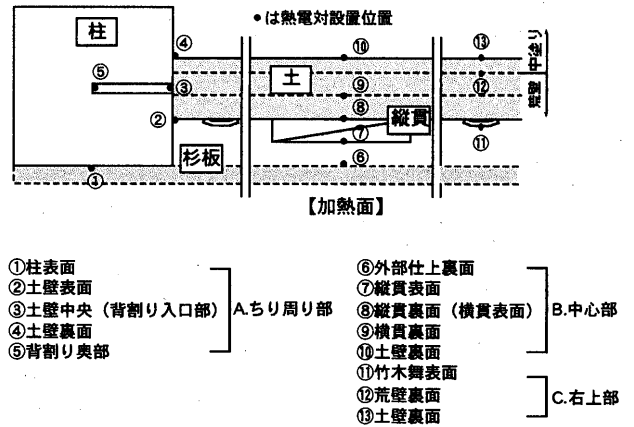 ●は熱電対設置位置
柱
④
⑩
⑬
中塗り
⑤
③
土
⑨
⑫
荒壁
②
⑧
縦貫
⑦
⑪
杉板
⑥
①
【加熱面】
①柱表面
②土壁表面
③土壁中央（背割り入口部）
④土壁裏面
⑤背割り奥部
A.ちり周り部
⑥外部仕上裏面
⑦縦貫表面
⑧縦貫裏面（横貫表面）
⑨横貫裏面
⑩土壁裏面
B.中心部
⑪竹木舞表面
⑫荒壁裏面
⑬土壁裏面
C.右上部